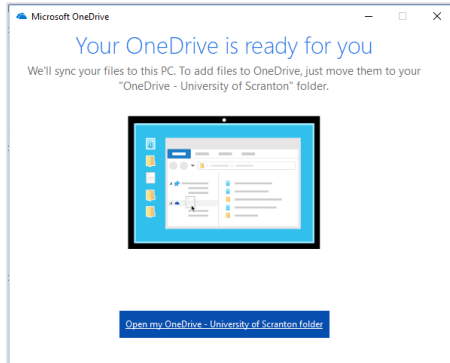 Microsoft OneDrive
Your OneDrive is ready for you
We'll sync your files to this PC. To add files to OneDrive, just move them to your
"OneDrive - University of Scranton" folder.
Open my OneDrive - University of Scranton folder